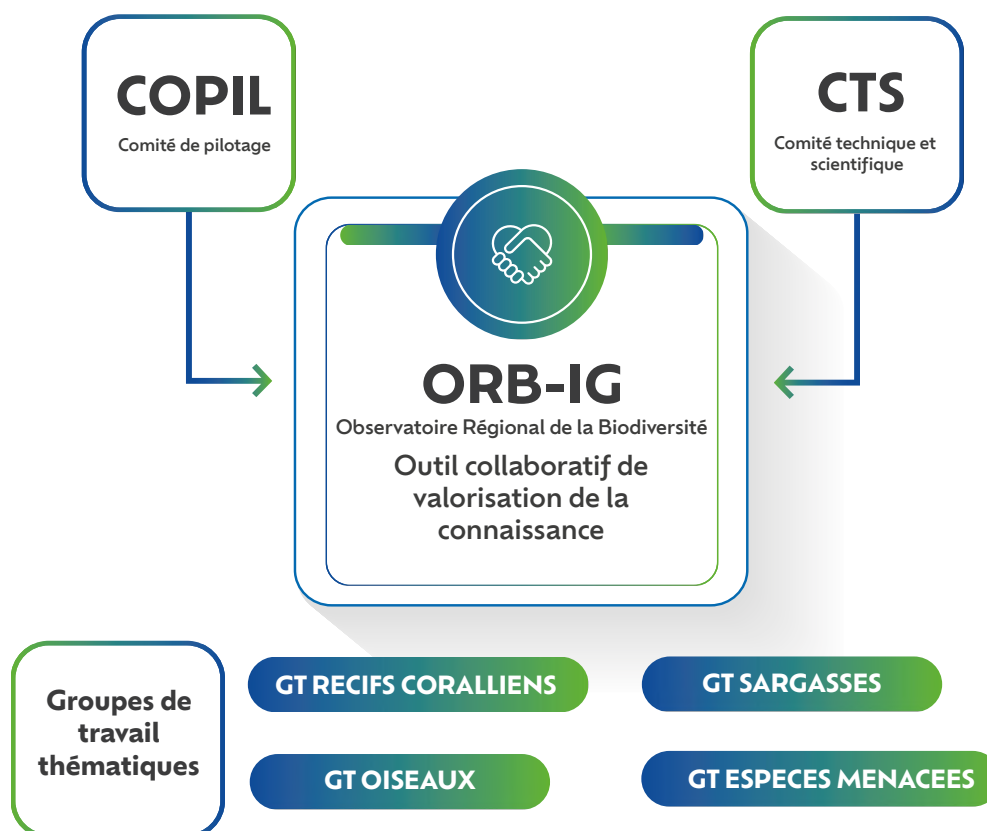 COPIL
Comité de pilotage
CTS
Comité technique et
scientifique
ORB-IG
Observatoire Régional de la Biodiversité
Outil collaboratif de
valorisation de la
connaissance
Groupes de
travail
thématiques
GT RECIFS CORALLIENS
GT SARGASSES
GT OISEAUX
GT ESPECES MENACEES